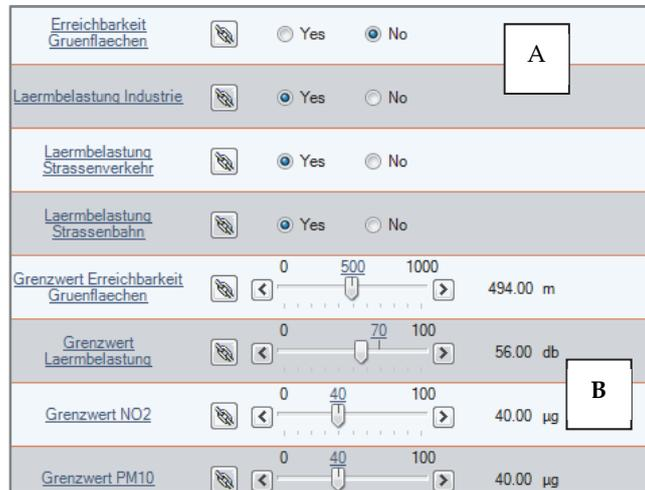 Erreichbarkeit
Gruenflaechen
Yes No
A
Laermbelastung Industrie
Yes No
Laermbelastung
Strassenverkehr
Yes No
Laermbelastung
Strassenbahn
Yes No
Grenzwert Erreichbarkeit
Gruenflaechen
0 500 1000
494.00 m
Grenzwert
Laermbelastung
0 70 100
56.00 db
B
Grenzwert NO2
0 40 100
40.00 µg
Grenzwert PM10
0 40 100
40.00 µg